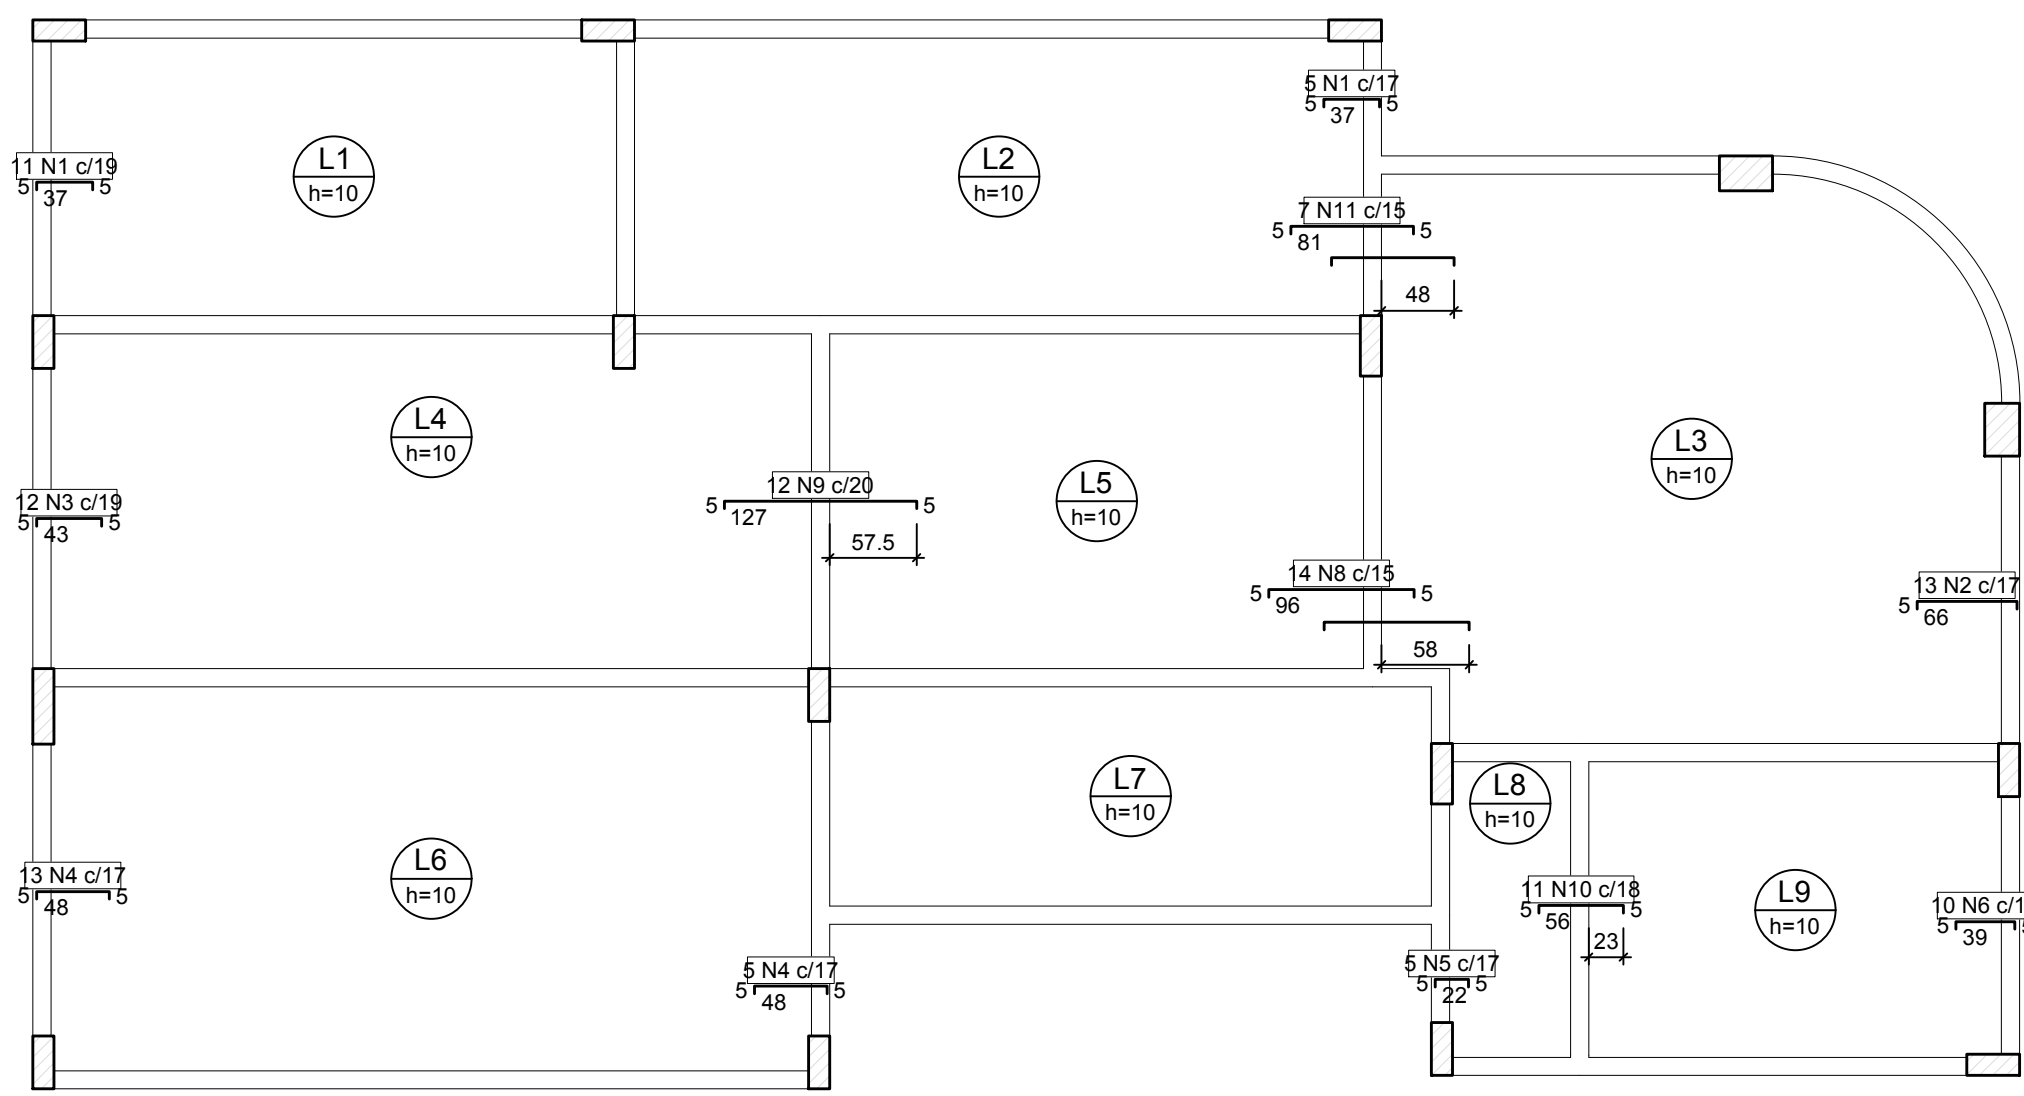 5 N1 c/17
5 5
37
11 N1 c/19
5 5
37
L1
h=10
L2
h=10
7 N11 c/15
5 5
81
48
L4
h=10
L3
h=10
12 N3 c/19
5 5
43
12 N9 c/20
5 5
127
57.5
L5
h=10
14 N8 c/15
5 5
96
58
13 N2 c/17
5
66
L7
h=10
L8
h=10
L6
h=10
13 N4 c/17
5 5
48
11 N10 c/18
5 5
56
23
L9
h=10
10 N6 c/1
5
39
5 N4 c/17
5 5
48
5 N5 c/17
5 5
22